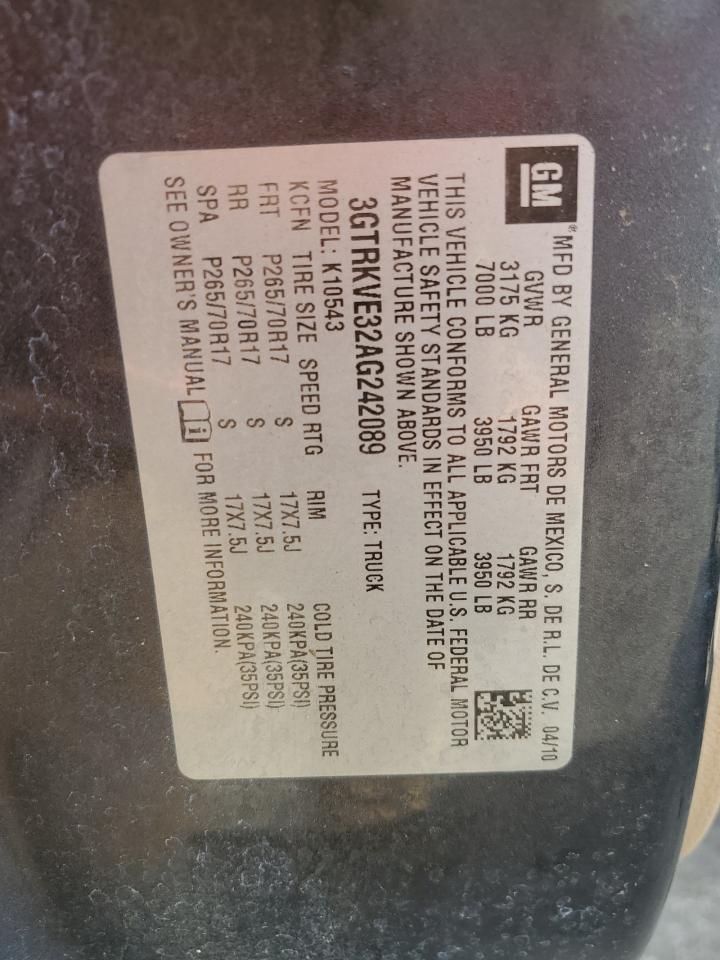 GM
® MFD BY GENERAL MOTORS DE MEXICO, S. DE R.L. DE C.V. 04/10
GVWR GAWR FRT GAWR RR
3175 KG 1792 KG 1792 KG
7000 LB 3950 LB 3950 LB
THIS VEHICLE CONFORMS TO ALL APPLICABLE U.S. FEDERAL MOTOR
VEHICLE SAFETY STANDARDS IN EFFECT ON THE DATE OF
MANUFACTURE SHOWN ABOVE.
3GTRKVE32AG242089 TYPE: TRUCK
MODEL: K10543
KCFN TIRE SIZE SPEED RTG RIM COLD TIRE PRESSURE
FRT P265/70R17 S 17X7.5J 240KPA(35PSI)
RR P265/70R17 S 17X7.5J 240KPA(35PSI)
SPA P265/70R17 S 17X7.5J 240KPA(35PSI)
SEE OWNER'S MANUAL i FOR MORE INFORMATION.